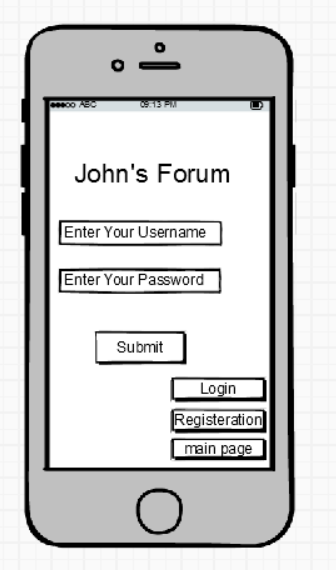 ABC 09:13 PM
John's Forum
Enter Your Username
Enter Your Password
Submit
Login
Registeration
main page